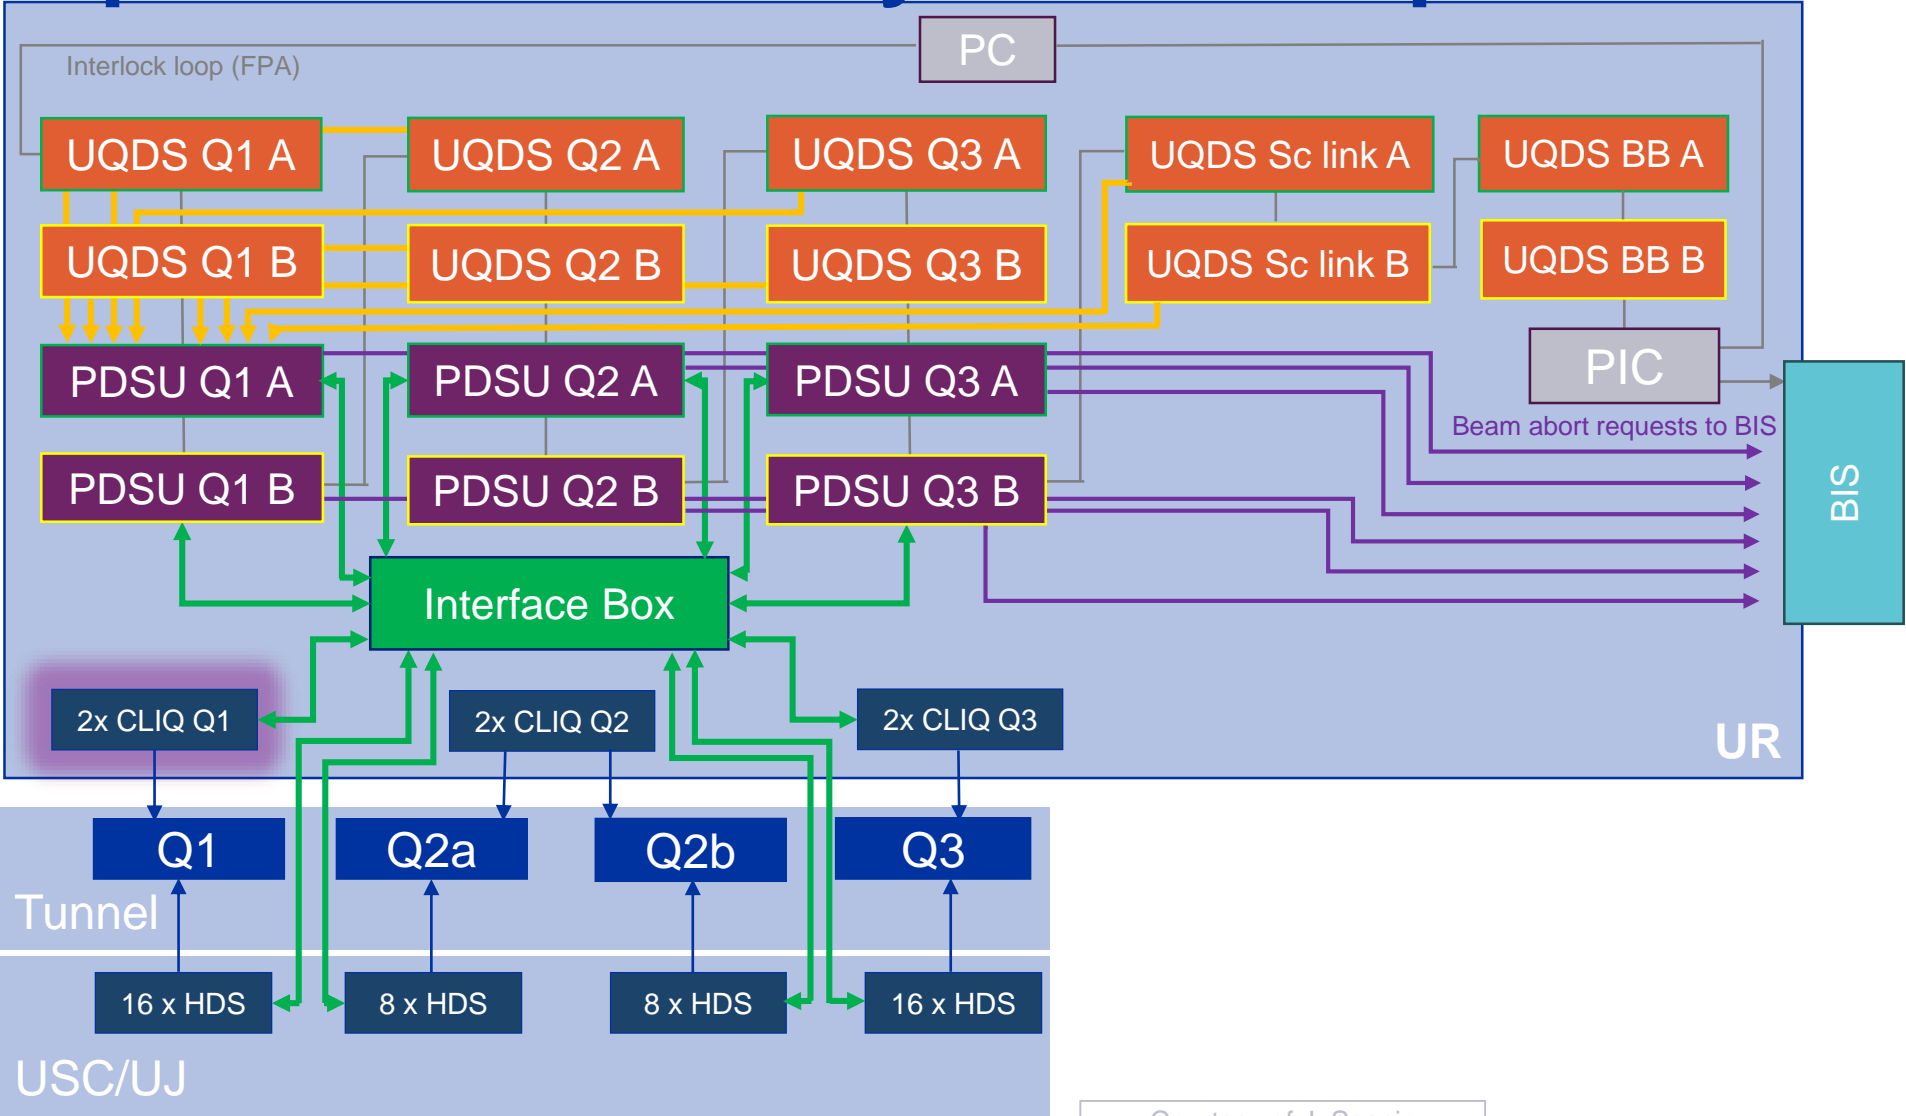 PC
Interlock loop (FPA)
UQDS Q1 A
UQDS Q2 A
UQDS Q3 A
UQDS Sc link A
UQDS BB A
UQDS Q1 B
UQDS Q2 B
UQDS Q3 B
UQDS Sc link B
UQDS BB B
PDSU Q1 A
PDSU Q2 A
PDSU Q3 A
PIC
Beam abort requests to BIS
BIS
PDSU Q1 B
PDSU Q2 B
PDSU Q3 B
Interface Box
2x CLIQ Q1
2x CLIQ Q2
2x CLIQ Q3
UR
Q1
Q2a
Q2b
Q3
Tunnel
16 x HDS
8 x HDS
8 x HDS
16 x HDS
USC/UJ